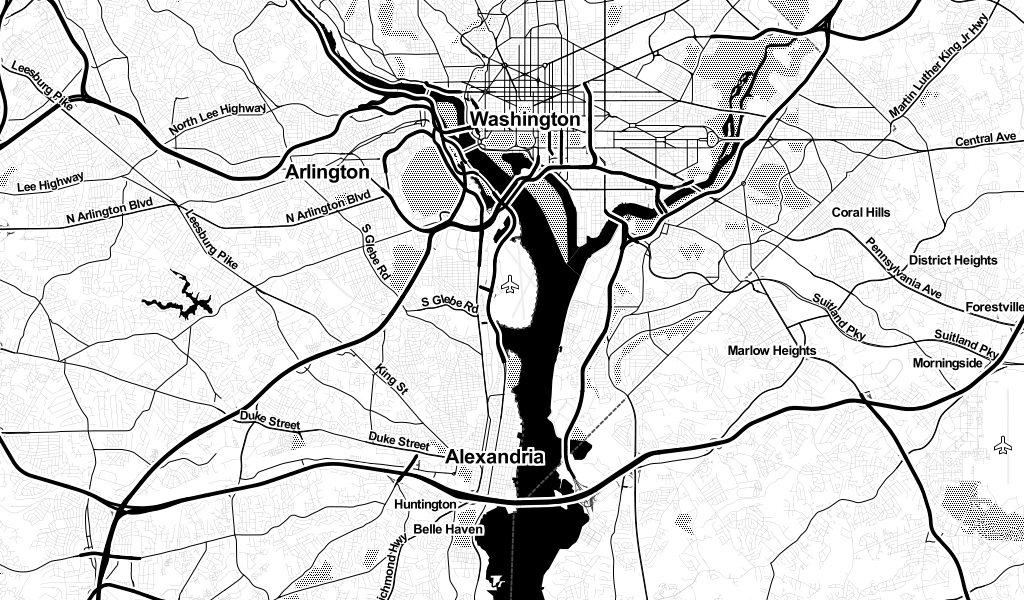 Leesburg Pike
Martin Luther King Jr Hwy
North Lee Highway
Washington
Central Ave
Arlington
Lee Highway
N Arlington Blvd
N Arlington Blvd
Coral Hills
Leesburg Pike
S Glebe Rd
Pennsylvania Ave
District Heights
S Glebe Rd
Suitland Pky
Forestville
Suitland Pky
Marlow Heights
Morningside
King St
Duke Street
Duke Street
Alexandria
Huntington
Belle Haven
ichmond Hwy